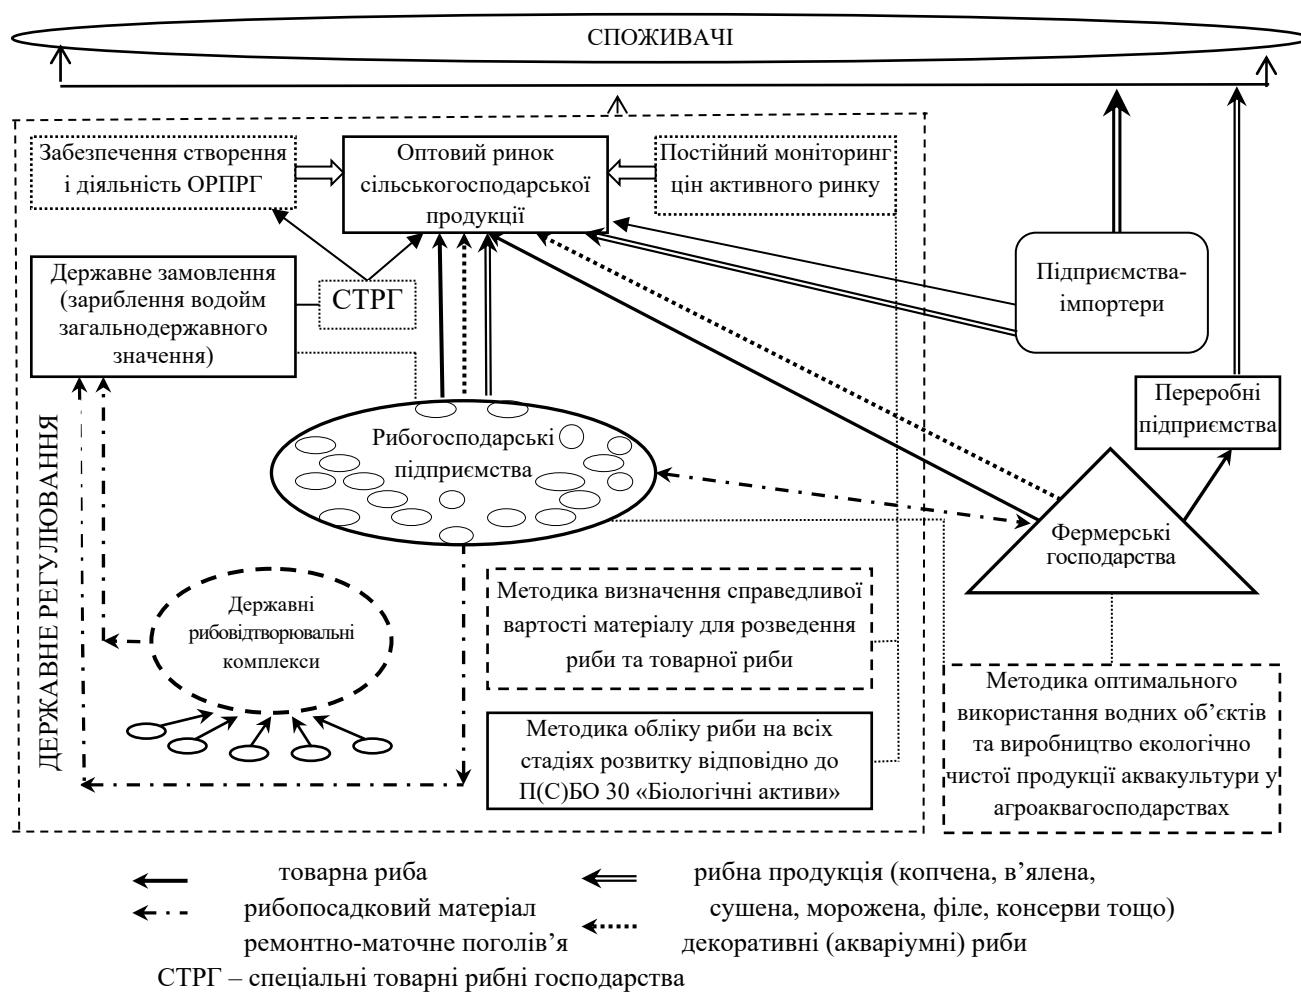 СПОЖИВАЧІ
Забезпечення створення
і діяльність ОРПРГ
Оптовий ринок
сільськогосподарської
продукції
Постійний моніторинг
цін активного ринку
Державне замовлення
(зариблення водойм
загальнодержавного
значення)
СТРГ
Підприємства-
імпортери
Переробні
підприємства
Рибогосподарські
підприємства
ДЕРЖАВНЕ РЕГУЛЮВАННЯ
Фермерські
господарства
Державні
рибовідтворювальні
комплекси
Методика визначення справедливої
вартості матеріалу для розведення
риби та товарної риби
Методика обліку риби на всіх
стадіях розвитку відповідно до
П(С)БО 30 «Біологічні активи»
Методика оптимального
використання водних об’єктів
та виробництво екологічно
чистої продукції аквакультури у
агроаквагосподарствах
товарна риба
рибопосадковий матеріал
ремонтно-маточне поголів’я
рибна продукція (копчена, в’ялена,
сушена, морожена, філе, консерви тощо)
декоративні (акваріумні) риби
СТРГ – спеціальні товарні рибні господарства